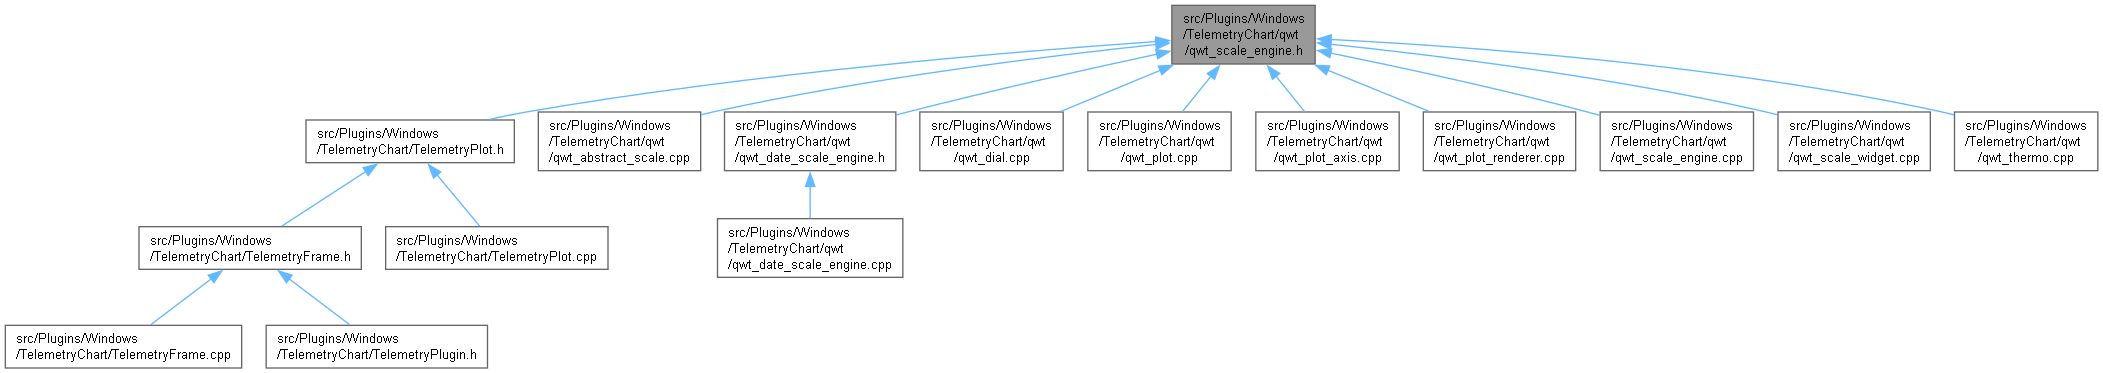 src/Plugins/Windows
/TelemetryChart/qwt
/qwt_scale_engine.h
src/Plugins/Windows
/TelemetryChart/TelemetryPlot.h
src/Plugins/Windows
/TelemetryChart/qwt
/qwt_abstract_scale.cpp
src/Plugins/Windows
/TelemetryChart/qwt
/qwt_date_scale_engine.h
src/Plugins/Windows
/TelemetryChart/qwt
/qwt_dial.cpp
src/Plugins/Windows
/TelemetryChart/qwt
/qwt_plot.cpp
src/Plugins/Windows
/TelemetryChart/qwt
/qwt_plot_axis.cpp
src/Plugins/Windows
/TelemetryChart/qwt
/qwt_plot_renderer.cpp
src/Plugins/Windows
/TelemetryChart/qwt
/qwt_scale_engine.cpp
src/Plugins/Windows
/TelemetryChart/qwt
/qwt_scale_widget.cpp
src/Plugins/Windows
/TelemetryChart/qwt
/qwt_thermo.cpp
src/Plugins/Windows
/TelemetryChart/TelemetryFrame.h
src/Plugins/Windows
/TelemetryChart/TelemetryPlot.cpp
src/Plugins/Windows
/TelemetryChart/qwt
/qwt_date_scale_engine.cpp
src/Plugins/Windows
/TelemetryChart/TelemetryFrame.cpp
src/Plugins/Windows
/TelemetryChart/TelemetryPlugin.h